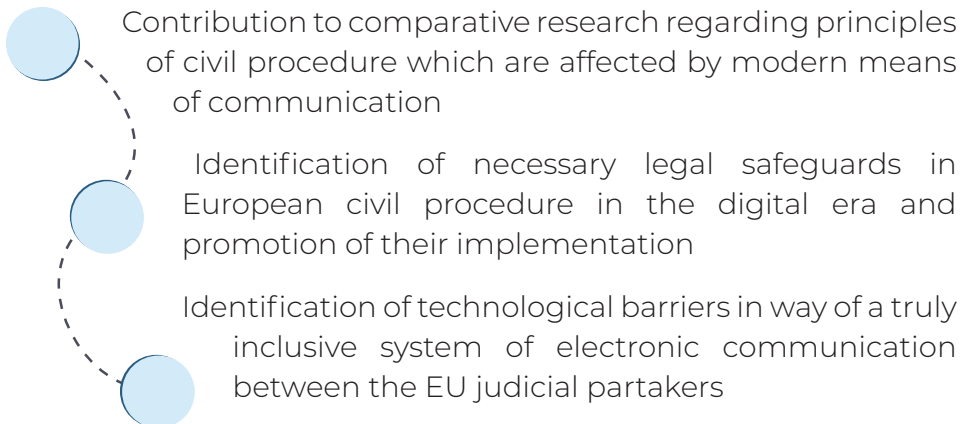 Contribution to comparative research regarding principles
of civil procedure which are affected by modern means
of communication
Identification of necessary legal safeguards in
European civil procedure in the digital era and
promotion of their implementation
Identification of technological barriers in way of a truly
inclusive system of electronic communication
between the EU judicial partakers